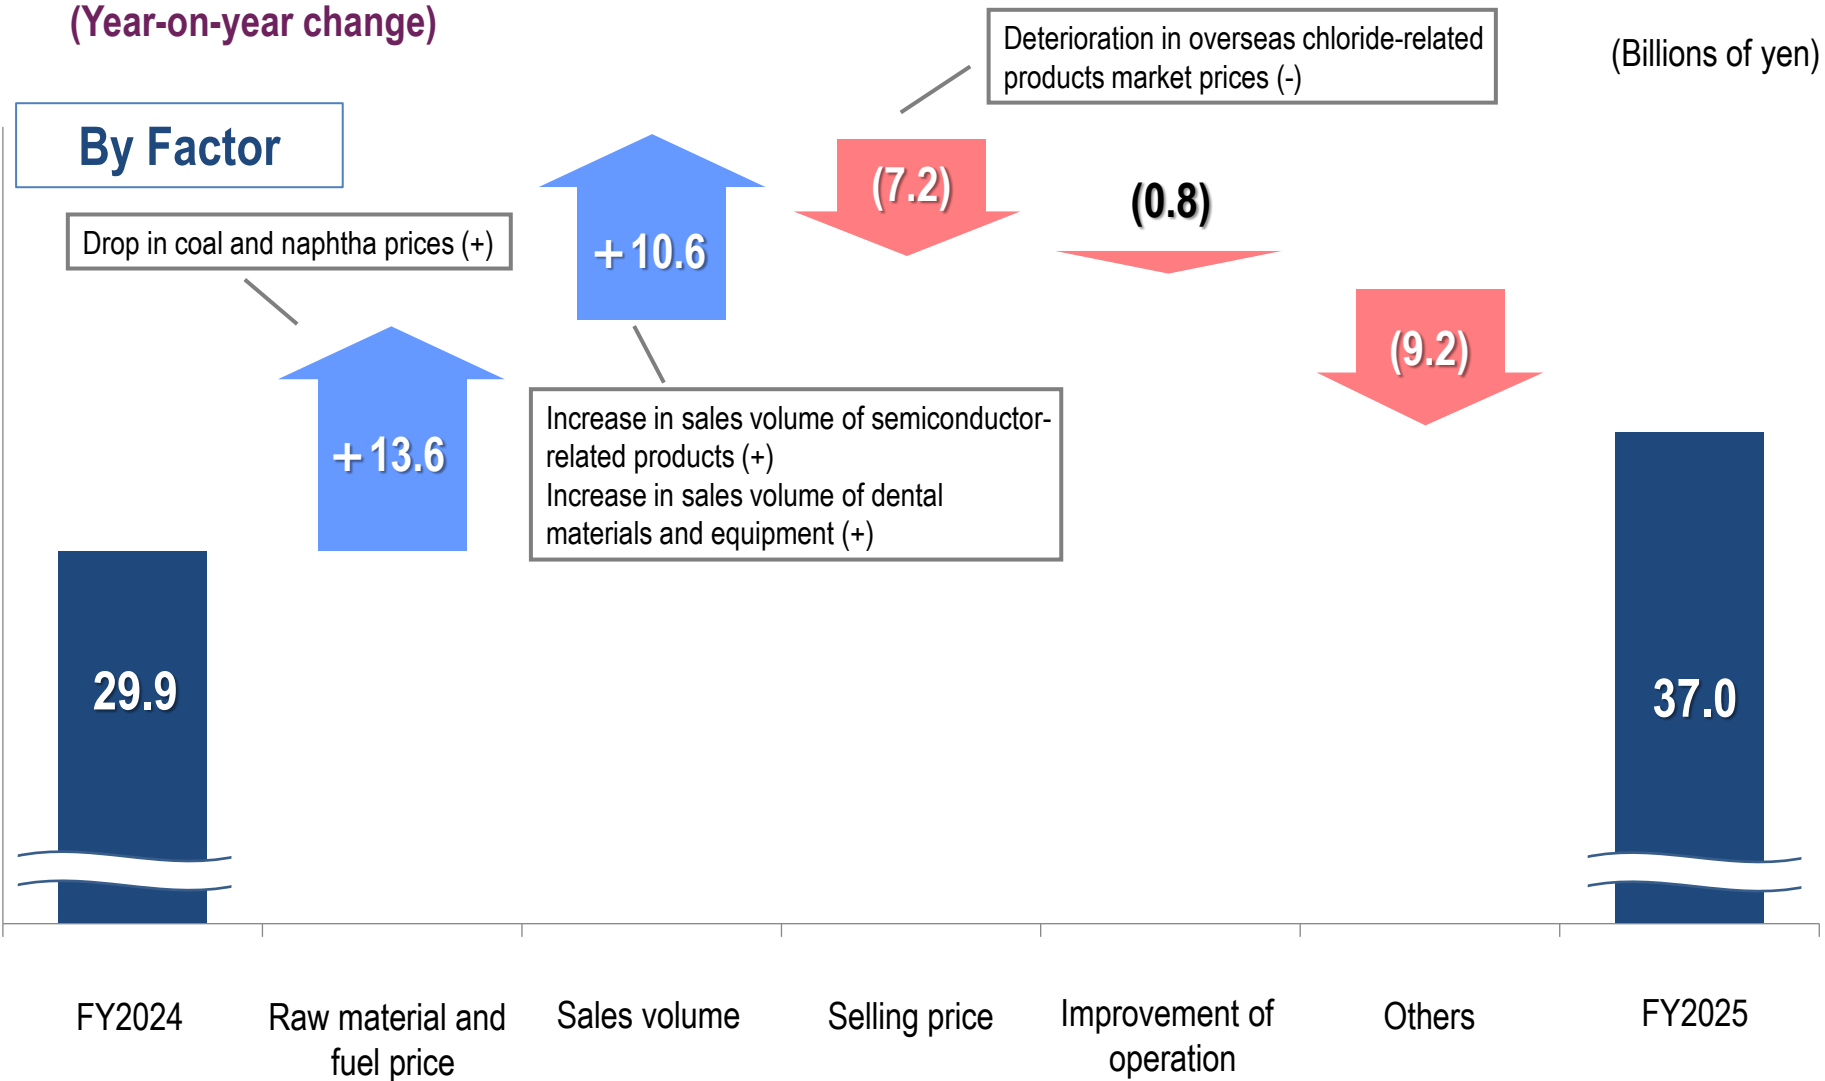 (Year-on-year change)
Deterioration in overseas chloride-related
products market prices (-)
(Billions of yen)
By Factor
Drop in coal and naphtha prices (+)
+13.6
+10.6
(7.2)
(0.8)
(9.2)
Increase in sales volume of semiconductor-
related products (+)
Increase in sales volume of dental
materials and equipment (+)
29.9
37.0
FY2024
Raw material and
fuel price
Sales volume
Selling price
Improvement of
operation
Others
FY2025